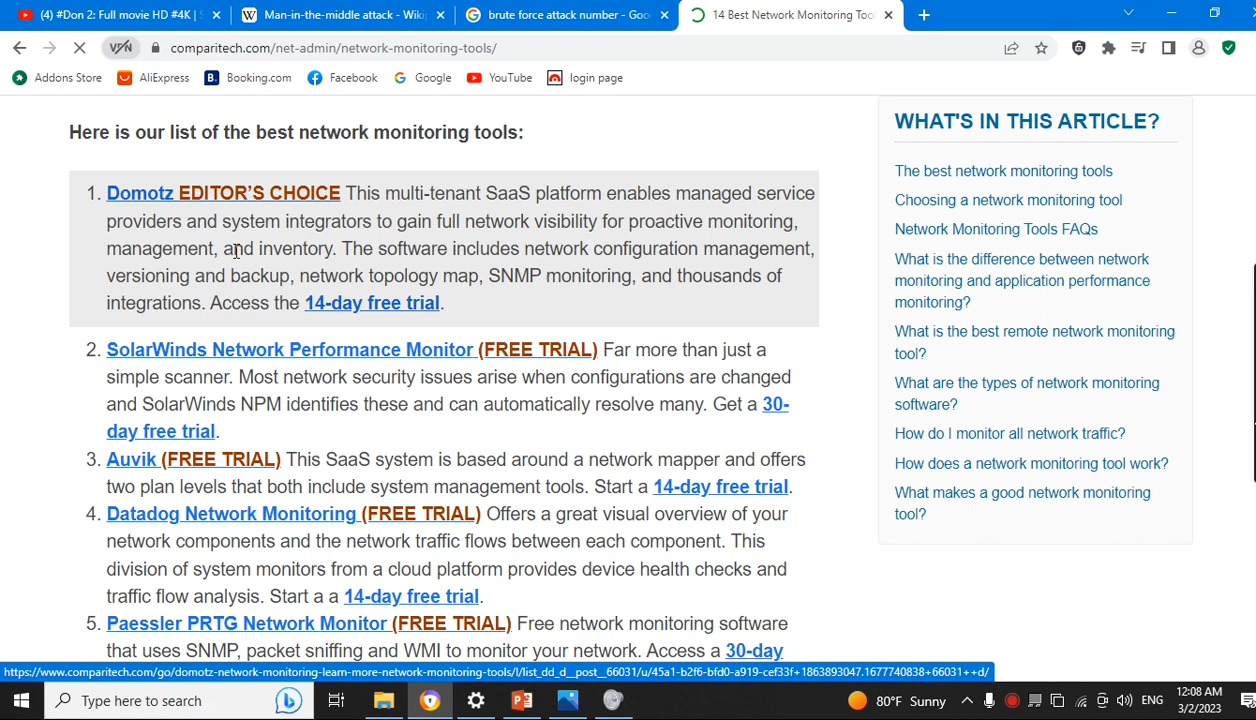 (4) #Don 2: Full movie HD #4K | S
Man-in-the-middle attack - Wiki
brute force attack number - Goo
14 Best Network Monitoring Too
VPN
comparitech.com/net-admin/network-monitoring-tools/
Addons Store
AliExpress
Booking.com
Facebook
Google
YouTube
login page
Here is our list of the best network monitoring tools:
1. Domotz EDITOR'S CHOICE This multi-tenant SaaS platform enables managed service
providers and system integrators to gain full network visibility for proactive monitoring,
management, and inventory. The software includes network configuration management,
versioning and backup, network topology map, SNMP monitoring, and thousands of
integrations. Access the 14-day free trial.
2. SolarWinds Network Performance Monitor (FREE TRIAL) Far more than just a
simple scanner. Most network security issues arise when configurations are changed
and SolarWinds NPM identifies these and can automatically resolve many. Get a 30-
day free trial.
3. Auvik (FREE TRIAL) This SaaS system is based around a network mapper and offers
two plan levels that both include system management tools. Start a 14-day free trial.
4. Datadog Network Monitoring (FREE TRIAL) Offers a great visual overview of your
network components and the network traffic flows between each component. This
division of system monitors from a cloud platform provides device health checks and
traffic flow analysis. Start a a 14-day free trial.
5. Paessler PRTG Network Monitor (FREE TRIAL) Free network monitoring software
that uses SNMP, packet sniffing and WMI to monitor your network. Access a 30-day
WHAT'S IN THIS ARTICLE?
The best network monitoring tools
Choosing a network monitoring tool
Network Monitoring Tools FAQs
What is the difference between network
monitoring and application performance
monitoring?
What is the best remote network monitoring
tool?
What are the types of network monitoring
software?
How do I monitor all network traffic?
How does a network monitoring tool work?
What makes a good network monitoring
tool?
https://www.comparitech.com/go/domotz-network-monitoring-learn-more-network-monitoring-tools/l/list_dd_d__post__66031/u/45a1-b2f6-bfd0-a919-cef33f+1863893047.1677740838+66031++d/
Type here to search
80°F Sunny
ENG
12:08 AM
3/2/2023